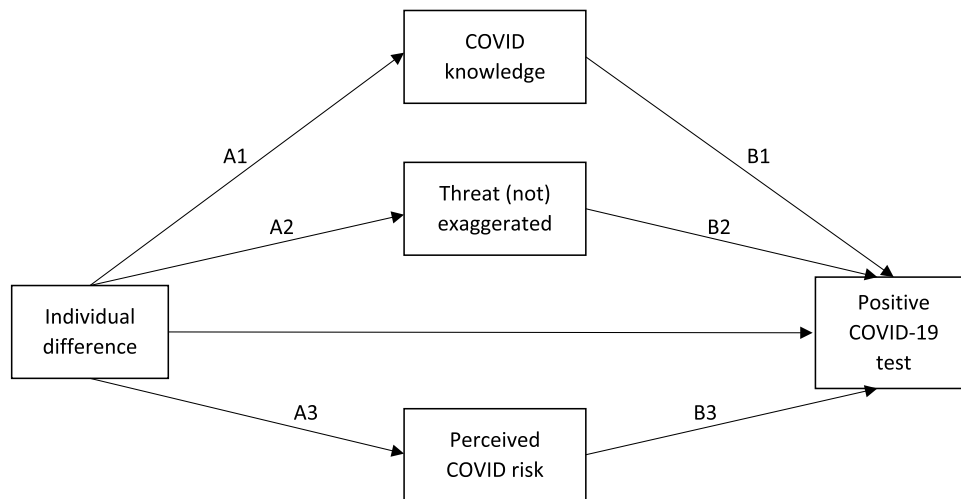 COVID
knowledge
A1
B1
Threat (not)
exaggerated
A2
B2
Individual
difference
Positive
COVID-19
test
A3
B3
Perceived
COVID risk